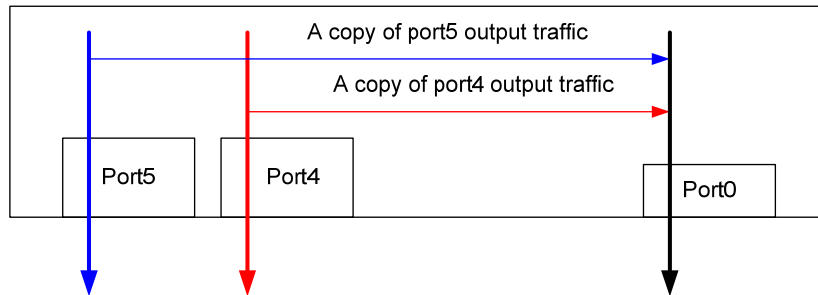 A copy of port5 output traffic
A copy of port4 output traffic
Port5
Port4
Port0